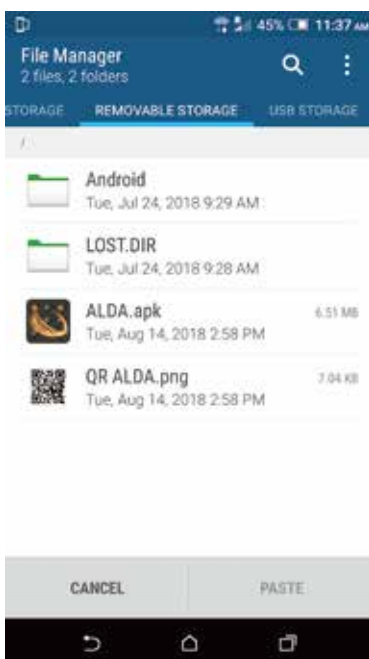 45% 11:37 AM
File Manager
2 files, 2 folders
STORAGE REMOVABLE STORAGE USB STORAGE
/
Android
Tue, Jul 24, 2018 9:29 AM
LOST.DIR
Tue, Jul 24, 2018 9:28 AM
ALDA.apk 6.51 MB
Tue, Aug 14, 2018 2:58 PM
QR ALDA.png 7.04 KB
Tue, Aug 14, 2018 2:58 PM
CANCEL PASTE